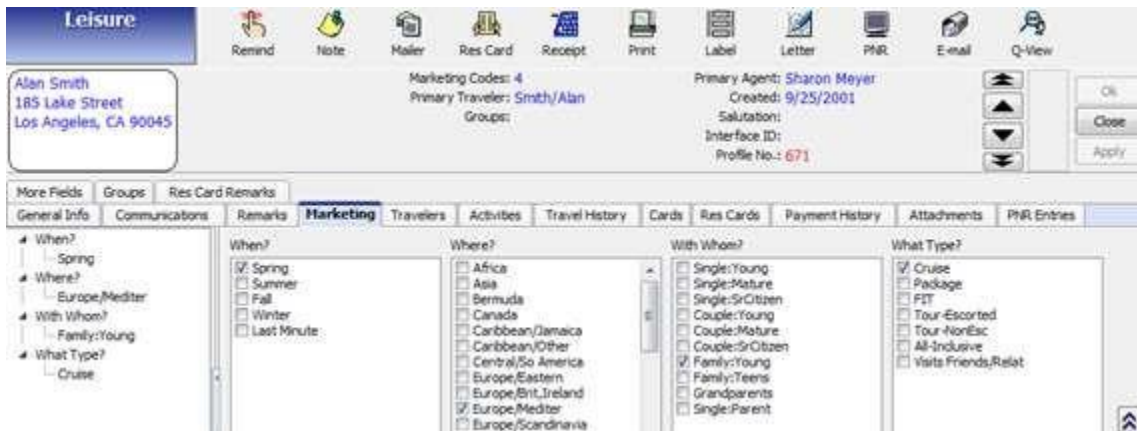 Leisure
Remind Note Mailer Res Card Receipt Print Label Letter PNR E-mail Q-View
Alan Smith
185 Lake Street
Los Angeles, CA 90045
Marketing Codes: 4
Primary Traveler: Smith/Alan
Groups:
Primary Agent: Sharon Meyer
Created: 9/25/2001
Salutation:
Interface ID:
Profile No.: 671
Ok
Close
Apply
More Fields Groups Res Card Remarks
General Info Communications Remarks Marketing Travelers Activities Travel History Cards Res Cards Payment History Attachments PNR Entries
When?
Spring
Where?
Europe/Mediter
With Whom?
Family:Young
What Type?
Cruise
When?
Spring
Summer
Fall
Winter
Last Minute
Where?
Africa
Asia
Bermuda
Canada
Caribbean/Jamaica
Caribbean/Other
Central/So America
Europe/Eastern
Europe/Brit,Ireland
Europe/Mediter
Europe/Scandinavia
With Whom?
Single:Young
Single:Mature
Single:SrCitizen
Couple:Young
Couple:Mature
Couple:SrCitizen
Family:Young
Family:Teens
Grandparents
Single:Parent
What Type?
Cruise
Package
FIT
Tour-Escorted
Tour-NonEsc
All-Inclusive
Visits Friends/Relat